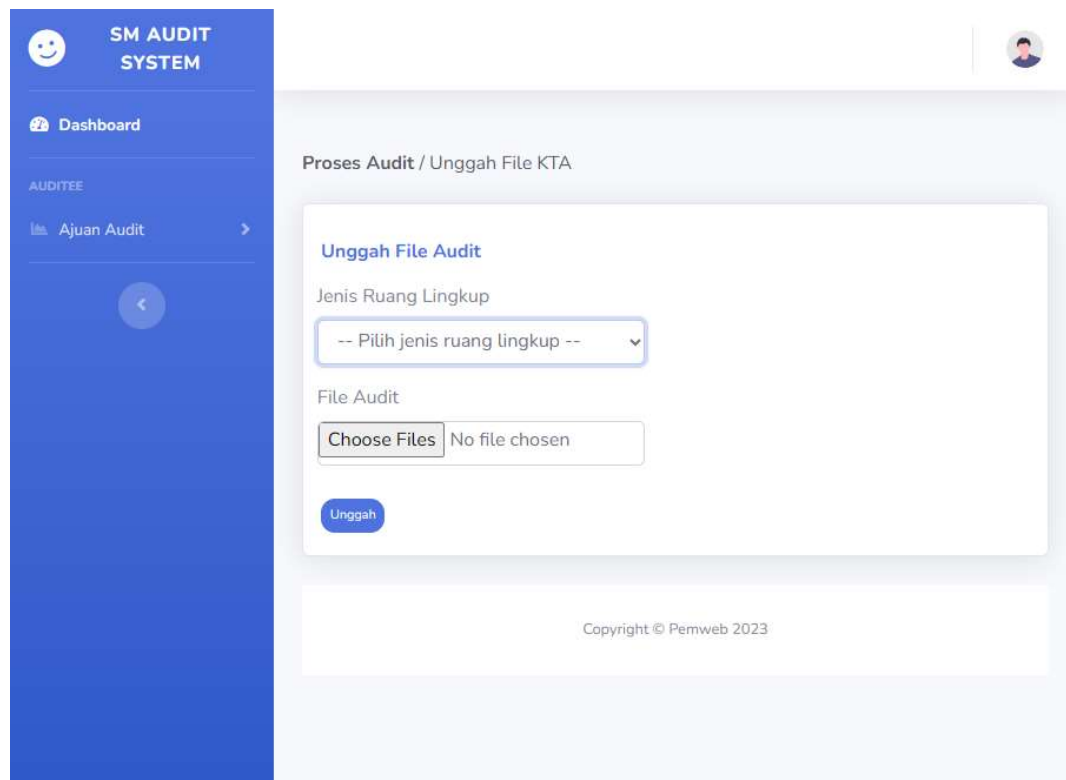 SM AUDIT
SYSTEM
Dashboard
AUDITEE
Ajuan Audit
Proses Audit / Unggah File KTA
Unggah File Audit
Jenis Ruang Lingkup
-- Pilih jenis ruang lingkup --
File Audit
Choose Files No file chosen
Unggah
Copyright © Pemweb 2023